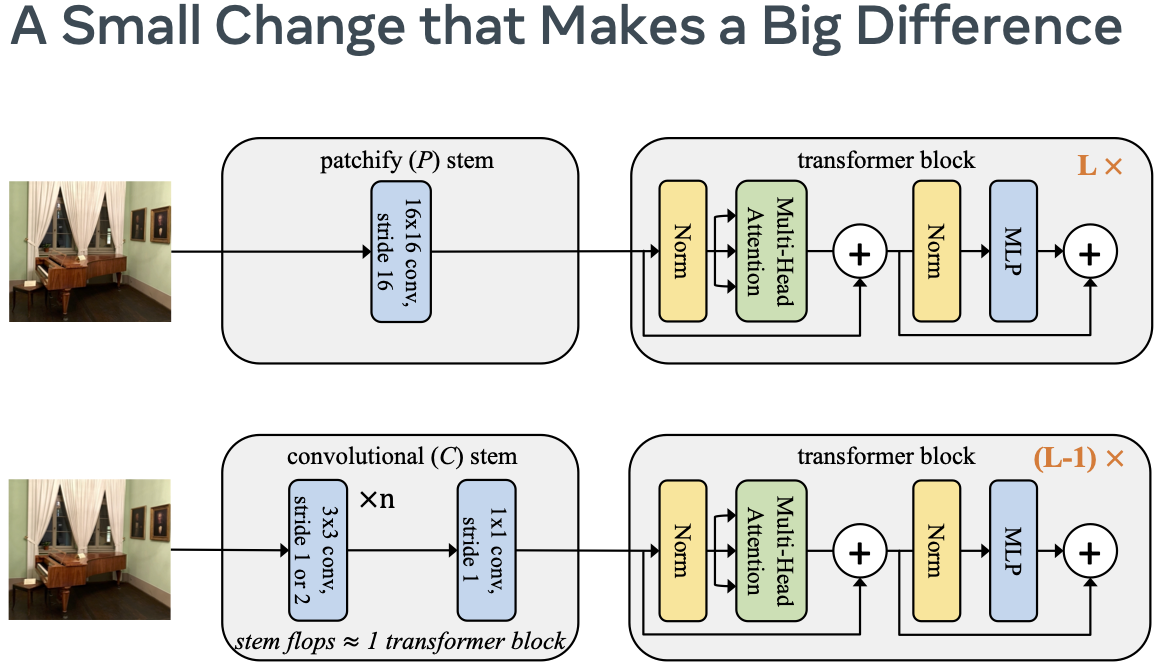 A Small Change that Makes a Big Difference
patchify (P) stem
16x16 conv,
stride 16
transformer block
L ×
Norm
Multi-Head
Attention
+
Norm
MLP
+
convolutional (C) stem
3x3 conv,
stride 1 or 2
×n
1x1 conv,
stride 1
stem flops ≈ 1 transformer block
transformer block
(L-1) ×
Norm
Multi-Head
Attention
+
Norm
MLP
+